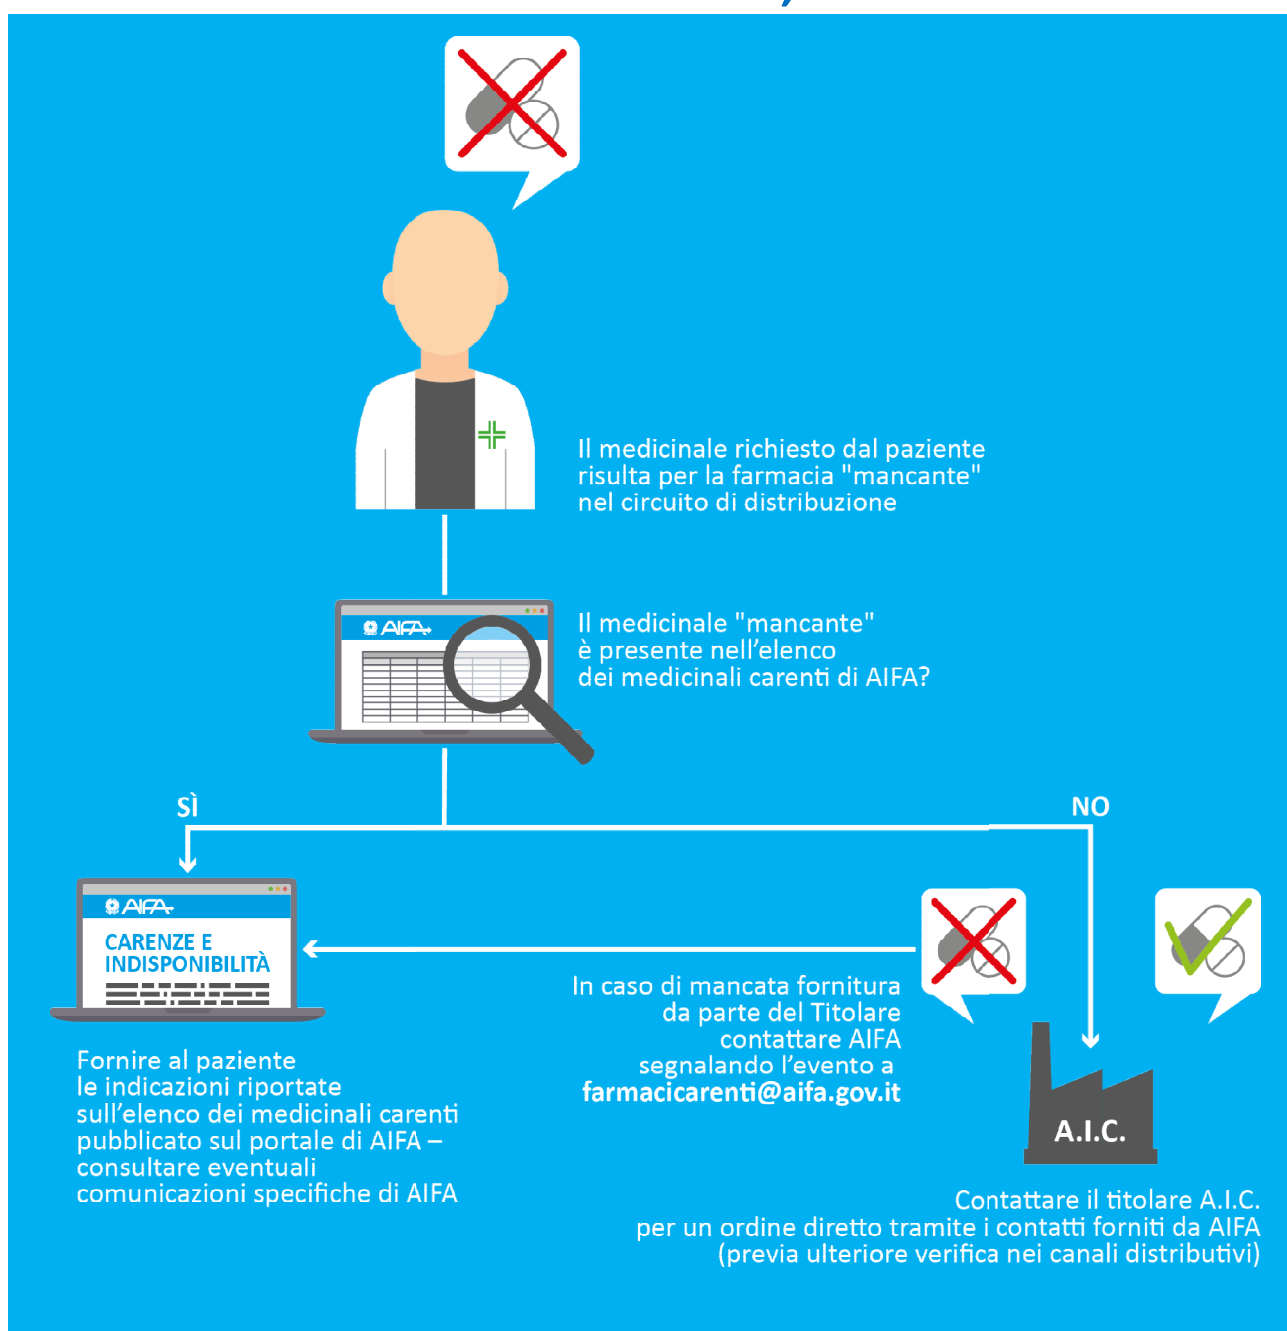 Il medicinale richiesto dal paziente
risulta per la farmacia "mancante"
nel circuito di distribuzione
AIFA
Il medicinale "mancante"
è presente nell’elenco
dei medicinali carenti di AIFA?
SÌ
NO
AIFA
CARENZE E
INDISPONIBILITÀ
In caso di mancata fornitura
da parte del Titolare
contattare AIFA
segnalando l’evento a
farmacicarenti@aifa.gov.it
Fornire al paziente
le indicazioni riportate
sull’elenco dei medicinali carenti
pubblicato sul portale di AIFA –
consultare eventuali
comunicazioni specifiche di AIFA
A.I.C.
Contattare il titolare A.I.C.
per un ordine diretto tramite i contatti forniti da AIFA
(previa ulteriore verifica nei canali distributivi)